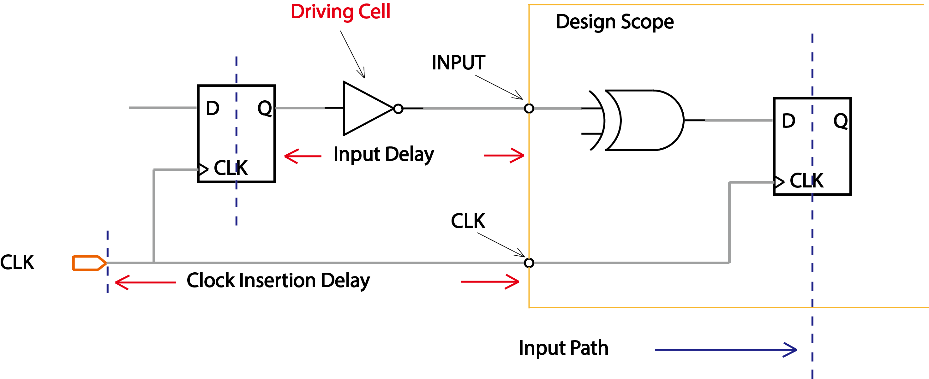 Driving Cell
Design Scope
INPUT
D Q
CLK
Input Delay
D Q
CLK
CLK
CLK
Clock Insertion Delay
Input Path